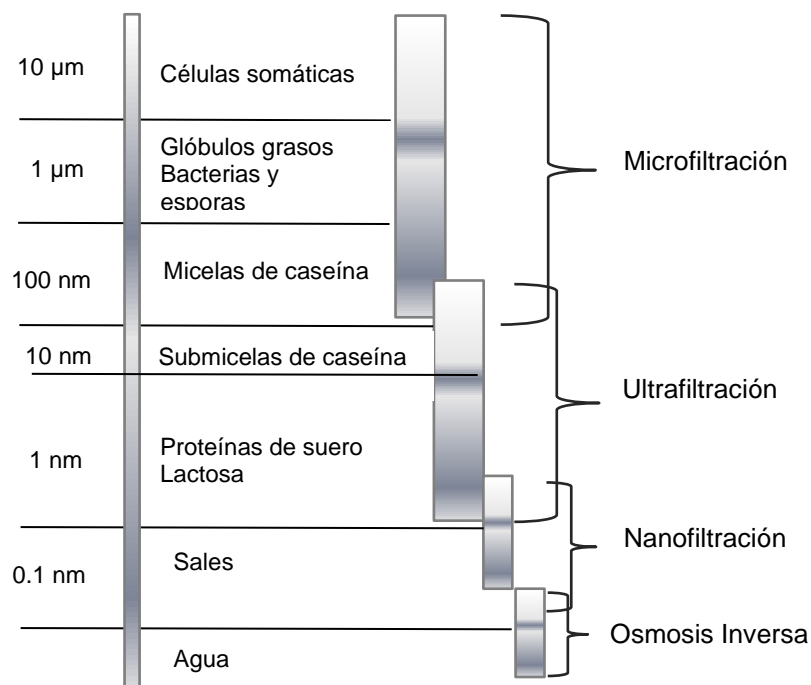 10 µm
Células somáticas
1 µm
Glóbulos grasos
Bacterias y
esporas
Microfiltración
100 nm
Micelas de caseína
10 nm
Submicelas de caseína
Ultrafiltración
1 nm
Proteínas de suero
Lactosa
Nanofiltración
0.1 nm
Sales
Osmosis Inversa
Agua